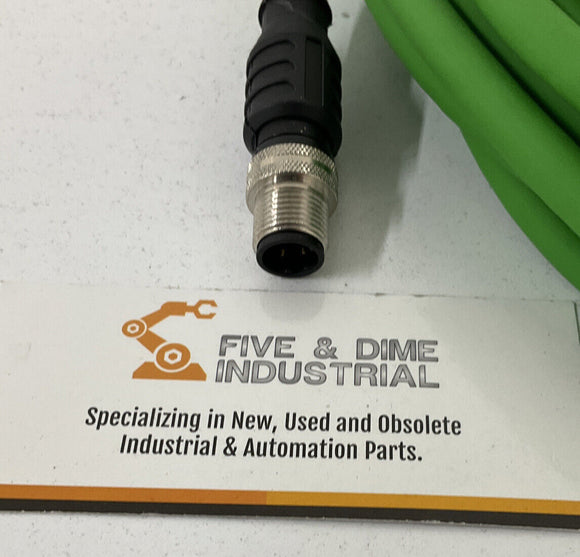 FIVE & DIME
INDUSTRIAL
Specializing in New, Used and Obsolete
Industrial & Automation Parts.